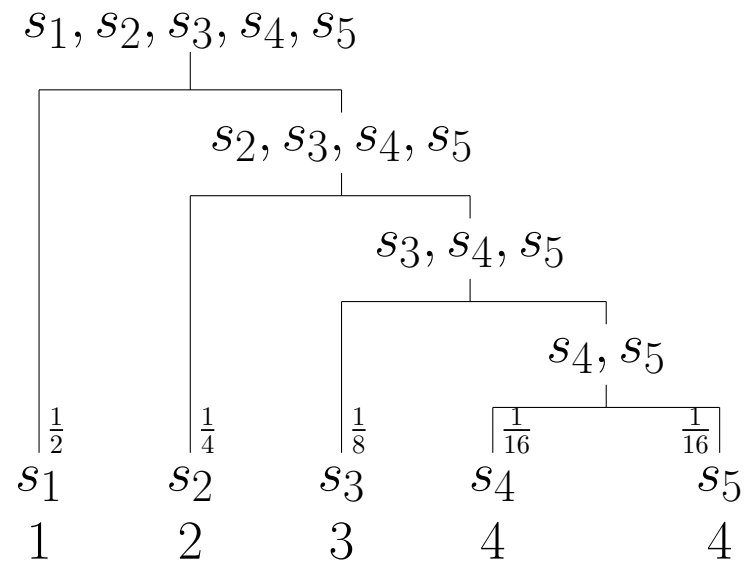 s₁, s₂, s₃, s₄, s₅
s₂, s₃, s₄, s₅
s₃, s₄, s₅
s₄, s₅
1/2 1/4 1/8 1/16 1/16
s₁ s₂ s₃ s₄ s₅
1 2 3 4 4